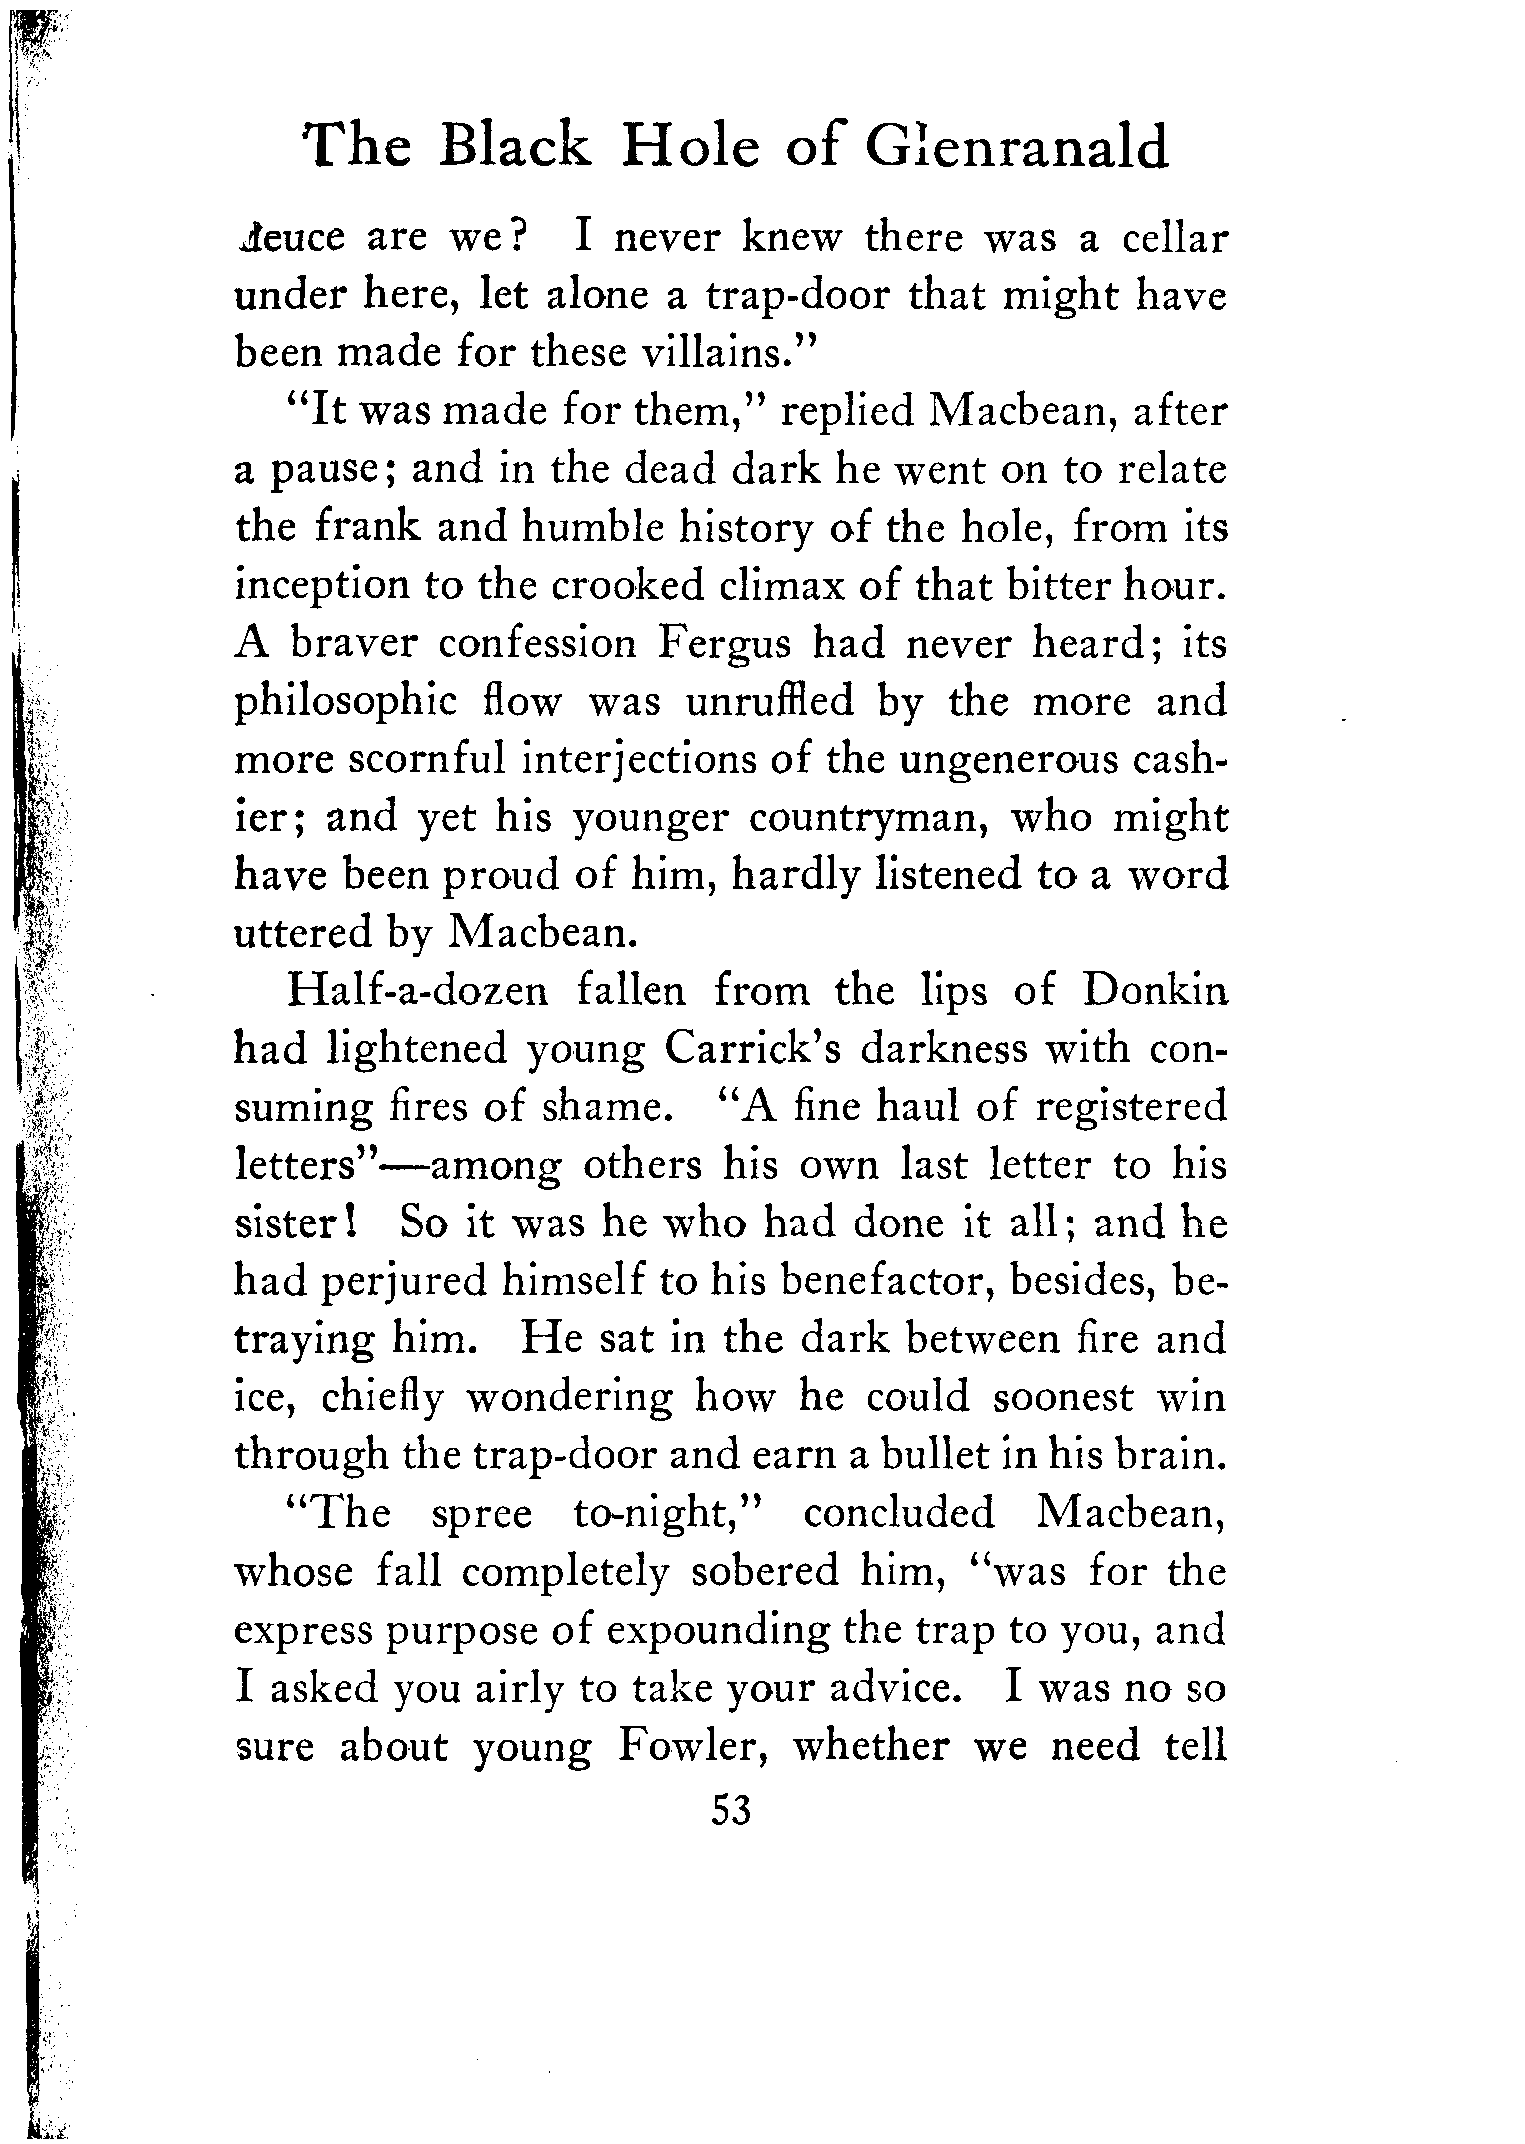 The Black Hole of Glenranald
deuce are we? I never knew there was a cellar
under here, let alone a trap-door that might have
been made for these villains."
"It was made for them," replied Macbean, after
a pause; and in the dead dark he went on to relate
the frank and humble history of the hole, from its
inception to the crooked climax of that bitter hour.
A braver confession Fergus had never heard; its
philosophic flow was unruffled by the more and
more scornful interjections of the ungenerous cash-
ier; and yet his younger countryman, who might
have been proud of him, hardly listened to a word
uttered by Macbean.
Half-a-dozen fallen from the lips of Donkin
had lightened young Carrick's darkness with con-
suming fires of shame. "A fine haul of registered
letters"—among others his own last letter to his
sister! So it was he who had done it all; and he
had perjured himself to his benefactor, besides, be-
traying him. He sat in the dark between fire and
ice, chiefly wondering how he could soonest win
through the trap-door and earn a bullet in his brain.
"The spree to-night," concluded Macbean,
whose fall completely sobered him, "was for the
express purpose of expounding the trap to you, and
I asked you airly to take your advice. I was no so
sure about young Fowler, whether we need tell
53